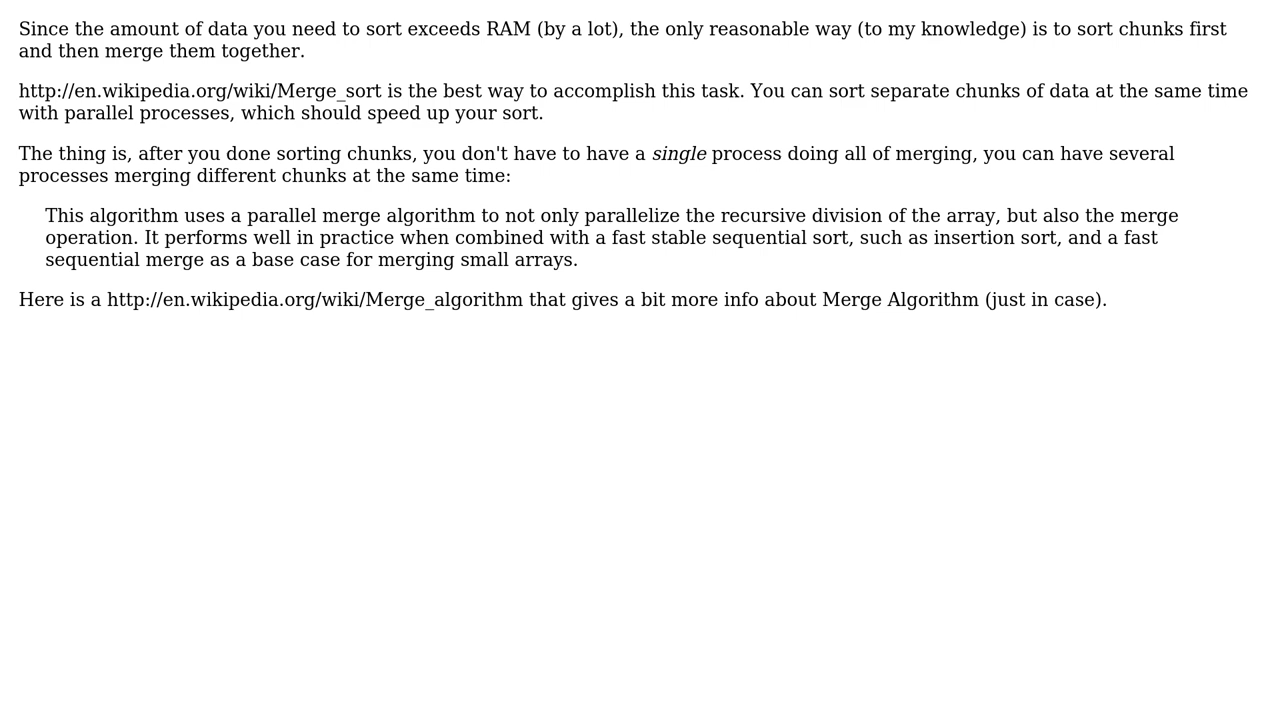 Since the amount of data you need to sort exceeds RAM (by a lot), the only reasonable way (to my knowledge) is to sort chunks first
and then merge them together.
http://en.wikipedia.org/wiki/Merge_sort is the best way to accomplish this task. You can sort separate chunks of data at the same time
with parallel processes, which should speed up your sort.
The thing is, after you done sorting chunks, you don't have to have a single process doing all of merging, you can have several
processes merging different chunks at the same time:
This algorithm uses a parallel merge algorithm to not only parallelize the recursive division of the array, but also the merge
operation. It performs well in practice when combined with a fast stable sequential sort, such as insertion sort, and a fast
sequential merge as a base case for merging small arrays.
Here is a http://en.wikipedia.org/wiki/Merge_algorithm that gives a bit more info about Merge Algorithm (just in case).